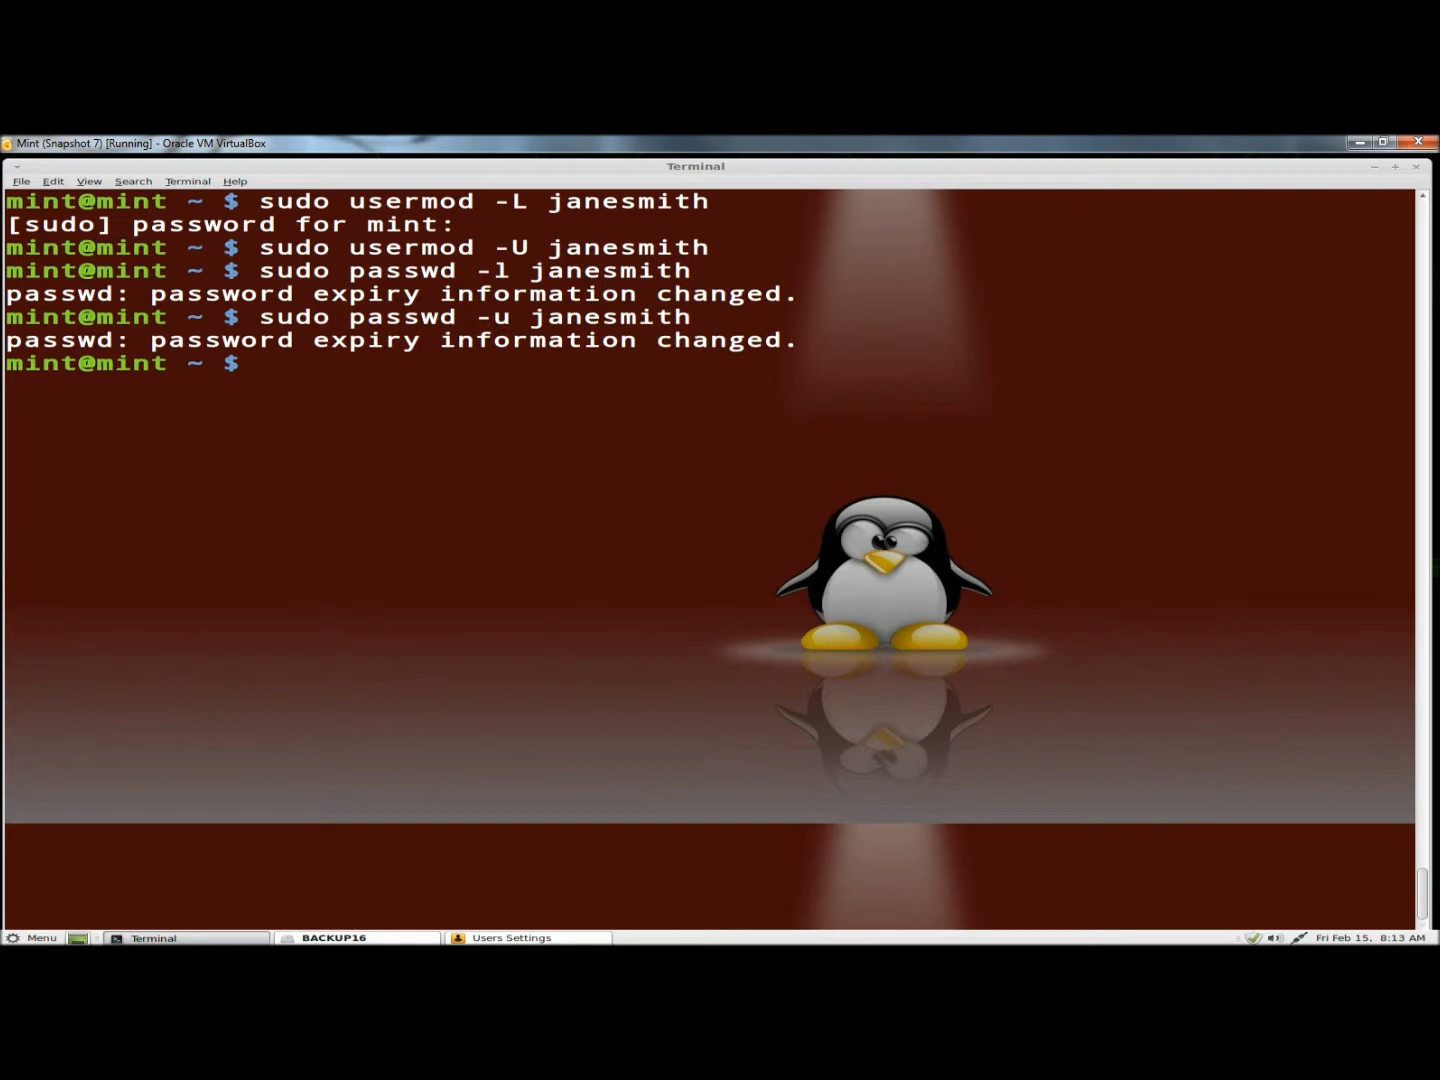 Mint (Snapshot 7) [Running] - Oracle VM VirtualBox
Terminal
File Edit View Search Terminal Help
mint@mint ~ $ sudo usermod -L janesmith
[sudo] password for mint:
mint@mint ~ $ sudo usermod -U janesmith
mint@mint ~ $ sudo passwd -l janesmith
passwd: password expiry information changed.
mint@mint ~ $ sudo passwd -u janesmith
passwd: password expiry information changed.
mint@mint ~ $
Menu Terminal BACKUP16 Users Settings Fri Feb 15, 8:13 AM